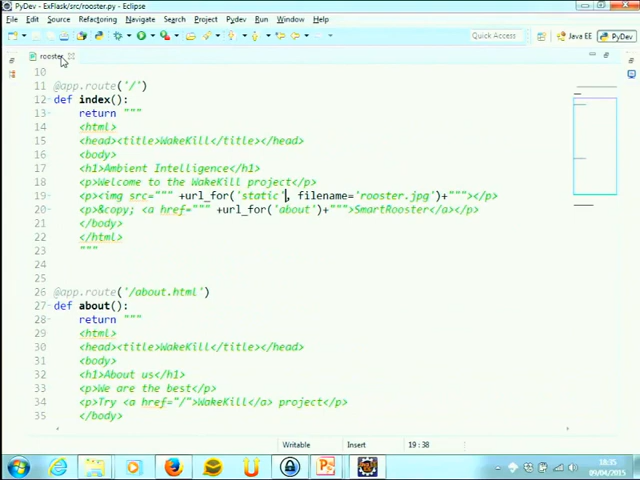 PyDev - ExFlask/src/rooster.py - Eclipse
File Edit Source Refactoring Navigate Search Project Pydev Run Window Help
Quick Access Java EE PyDev
rooster
10
11 @app.route('/')
12 def index():
13 return """
14 <html>
15 <head><title>WakeKill</title></head>
16 <body>
17 <h1>Ambient Intelligence</h1>
18 <p>Welcome to the WakeKill project</p>
19 <p><img src=""" +url_for('static', filename='rooster.jpg')+"""></p>
20 <p>&copy; <a href=""" +url_for('about')+""">SmartRooster</a></p>
21 </body>
22 </html>
23 """
24
25
26 @app.route('/about.html')
27 def about():
28 return """
29 <html>
30 <head><title>WakeKill</title></head>
31 <body>
32 <h1>About us</h1>
33 <p>We are the best</p>
34 <p>Try <a href="/">WakeKill</a> project</p>
35 </body>
Writable Insert 19 : 38
18:35
09/04/2015